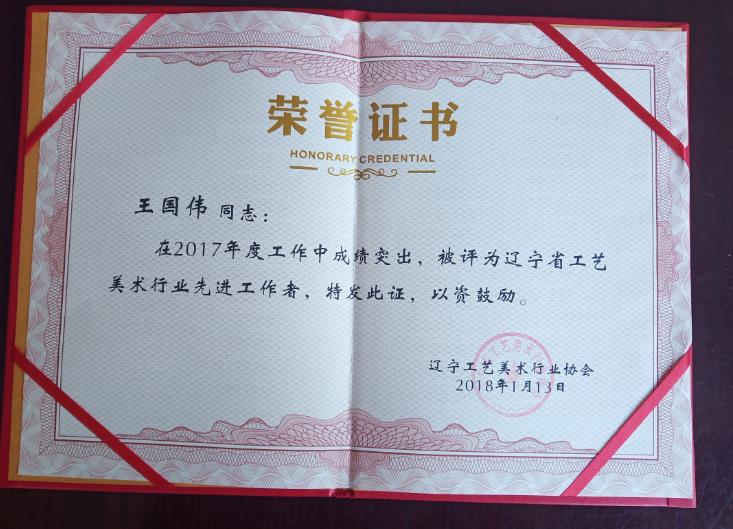 荣誉证书
HONORARY CREDENTIAL
王国伟 同志：
在2017年度工作中成绩突出，被评为辽宁省工艺
美术行业先进工作者，特发此证，以资鼓励。
辽宁工艺美术行业协会
2018年1月13日